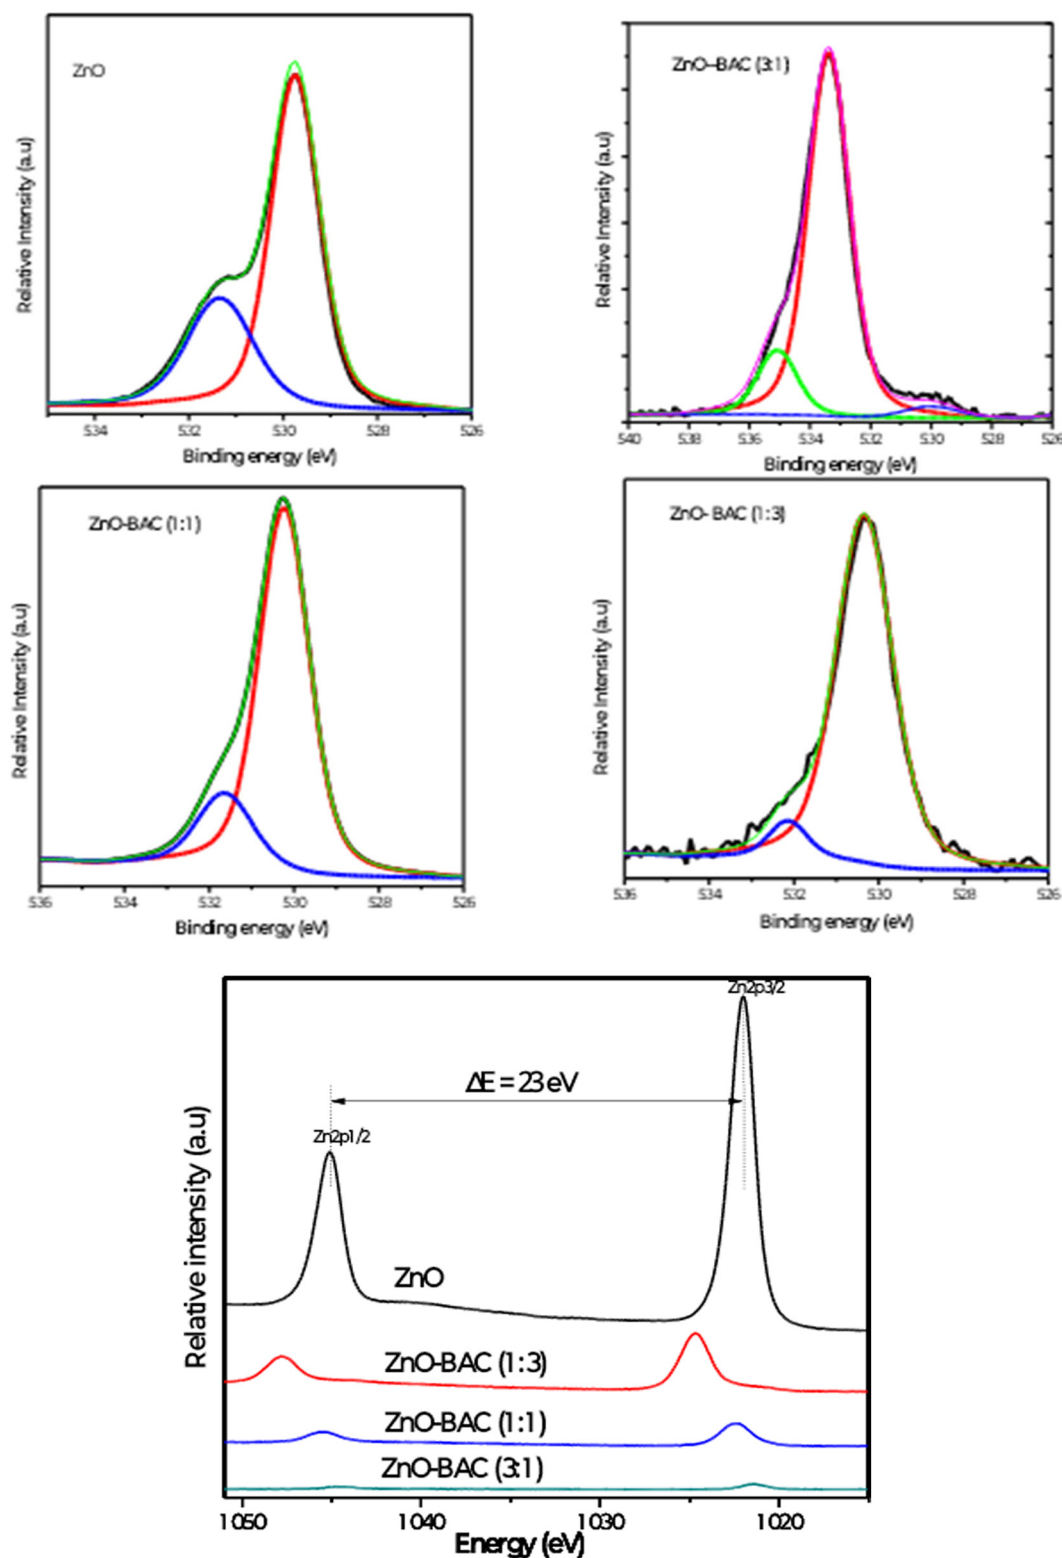 ZnO
Relative Intensity (a.u)
534 532 530 528 526
Binding energy (eV)
ZnO-BAC (3:1)
Relative Intensity (a.u)
540 538 536 534 532 530 528 526
Binding energy (eV)
ZnO-BAC (1:1)
Relative Intensity (a.u)
536 534 532 530 528 526
Binding energy (eV)
ZnO- BAC (1:3)
Relative Intensity (a.u)
536 534 532 530 528 526
Binding energy (eV)
Zn2p3/2
ΔE = 23 eV
Zn2p1/2
Relative intensity (a.u)
ZnO
ZnO-BAC (1:3)
ZnO-BAC (1:1)
ZnO-BAC (3:1)
1050 1040 1030 1020
Energy (eV)